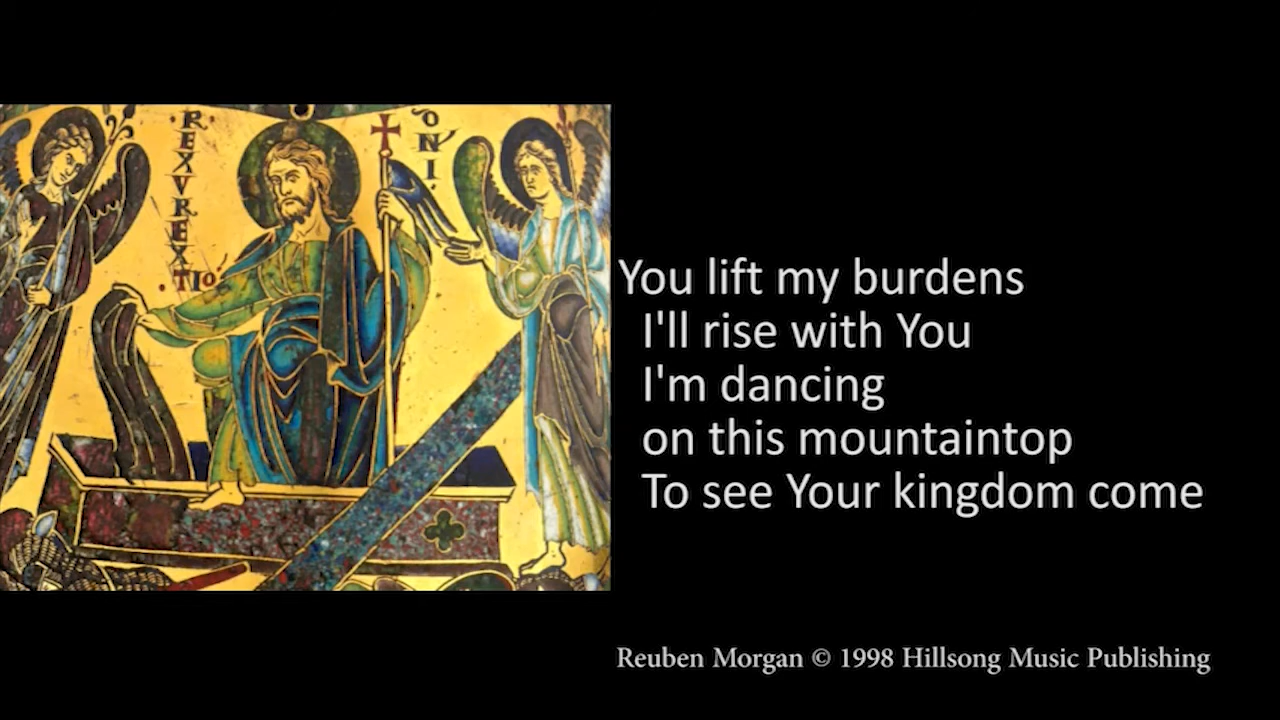 R
E
X
V
R
E
X
TIO
O
N
I
You lift my burdens
I'll rise with You
I'm dancing
on this mountaintop
To see Your kingdom come
Reuben Morgan © 1998 Hillsong Music Publishing